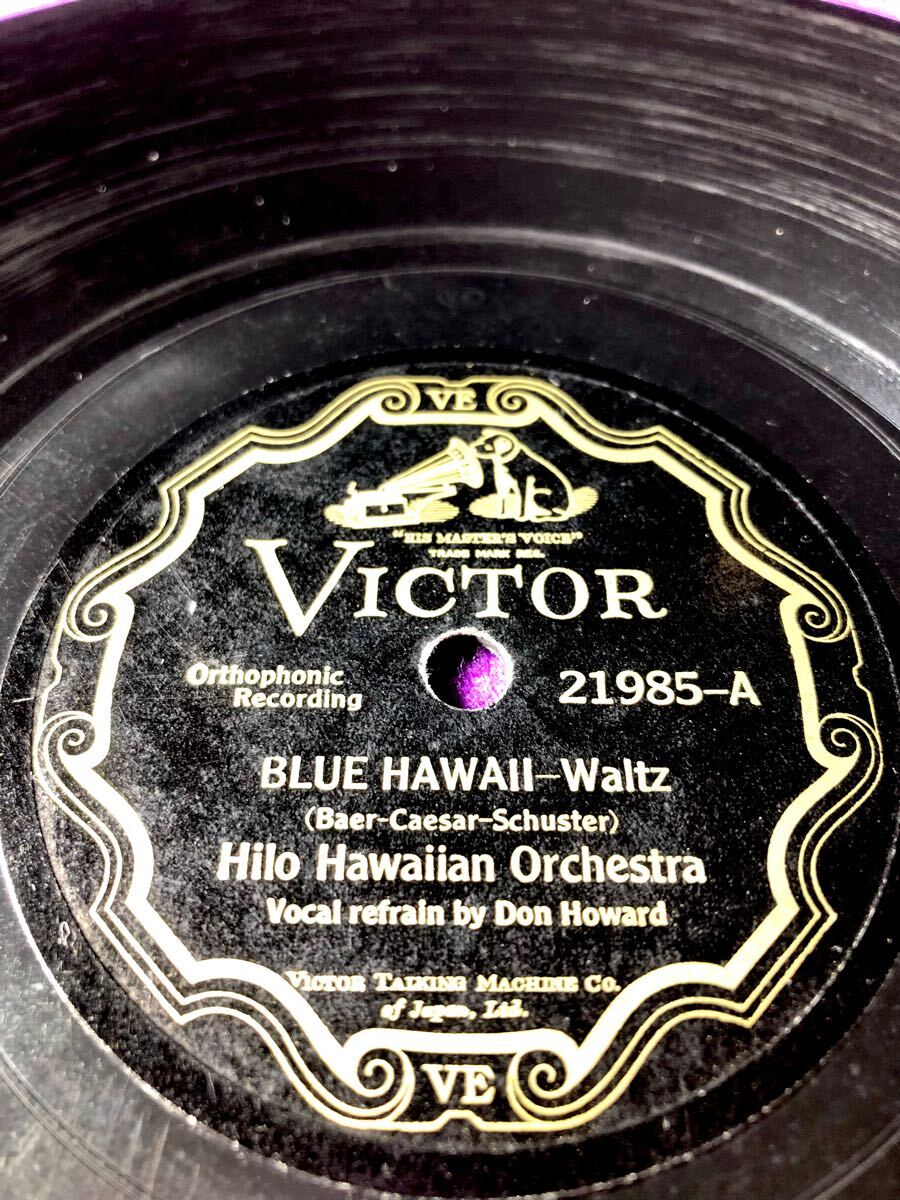 VE
"HIS MASTER'S VOICE"
TRADE MARK REG.
VICTOR
Orthophonic
Recording
21985-A
BLUE HAWAII-Waltz
(Baer-Caesar-Schuster)
Hilo Hawaiian Orchestra
Vocal refrain by Don Howard
VICTOR TALKING MACHINE CO.
of Japan, Ltd.
VE